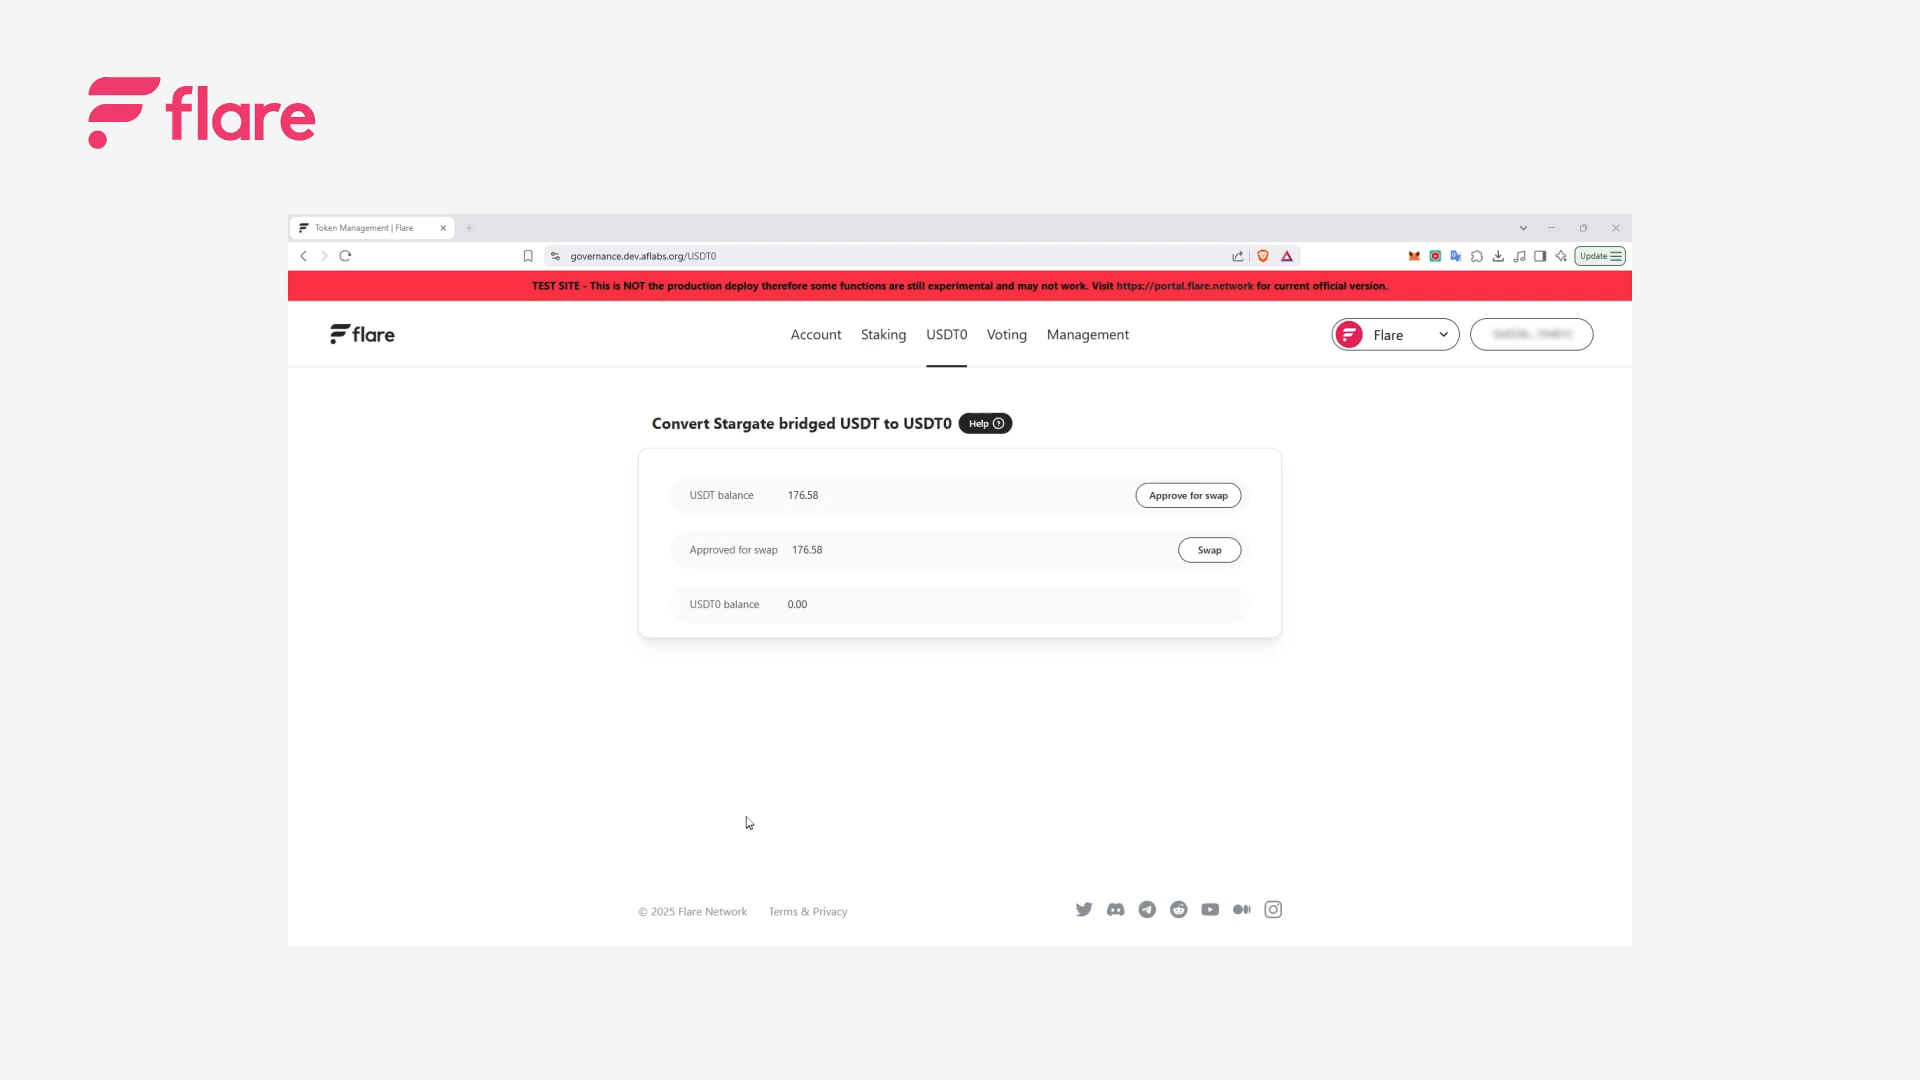 flare
Token Management | Flare
governance.dev.aflabs.org/USDT0
Update
TEST SITE - This is NOT the production deploy therefore some functions are still experimental and may not work. Visit https://portal.flare.network for current official version.
flare
Account Staking USDT0 Voting Management
Flare
Convert Stargate bridged USDT to USDT0 Help ?
USDT balance 176.58 Approve for swap
Approved for swap 176.58 Swap
USDT0 balance 0.00
© 2025 Flare Network Terms & Privacy